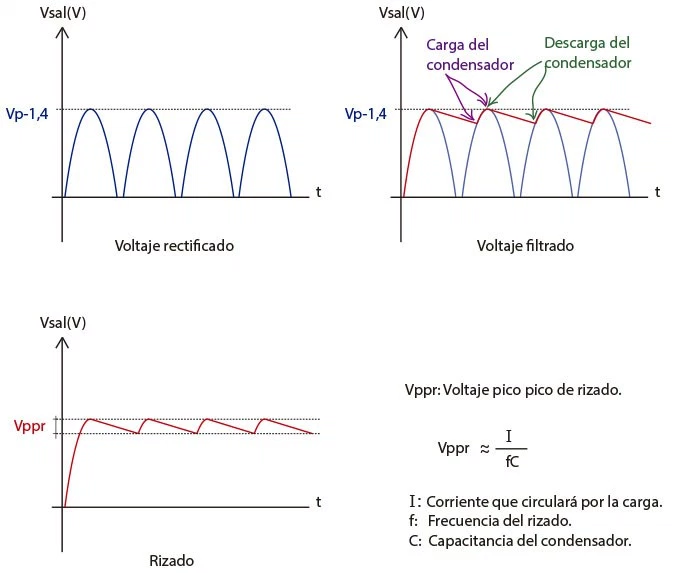 Vsal(V)
Vp-1,4
t
Voltaje rectificado
Vsal(V)
Carga del
condensador
Descarga del
condensador
Vp-1,4
t
Voltaje filtrado
Vsal(V)
Vppr
t
Rizado
Vppr: Voltaje pico pico de rizado.
Vppr ≈ I
fC
I: Corriente que circulará por la carga.
f: Frecuencia del rizado.
C: Capacitancia del condensador.